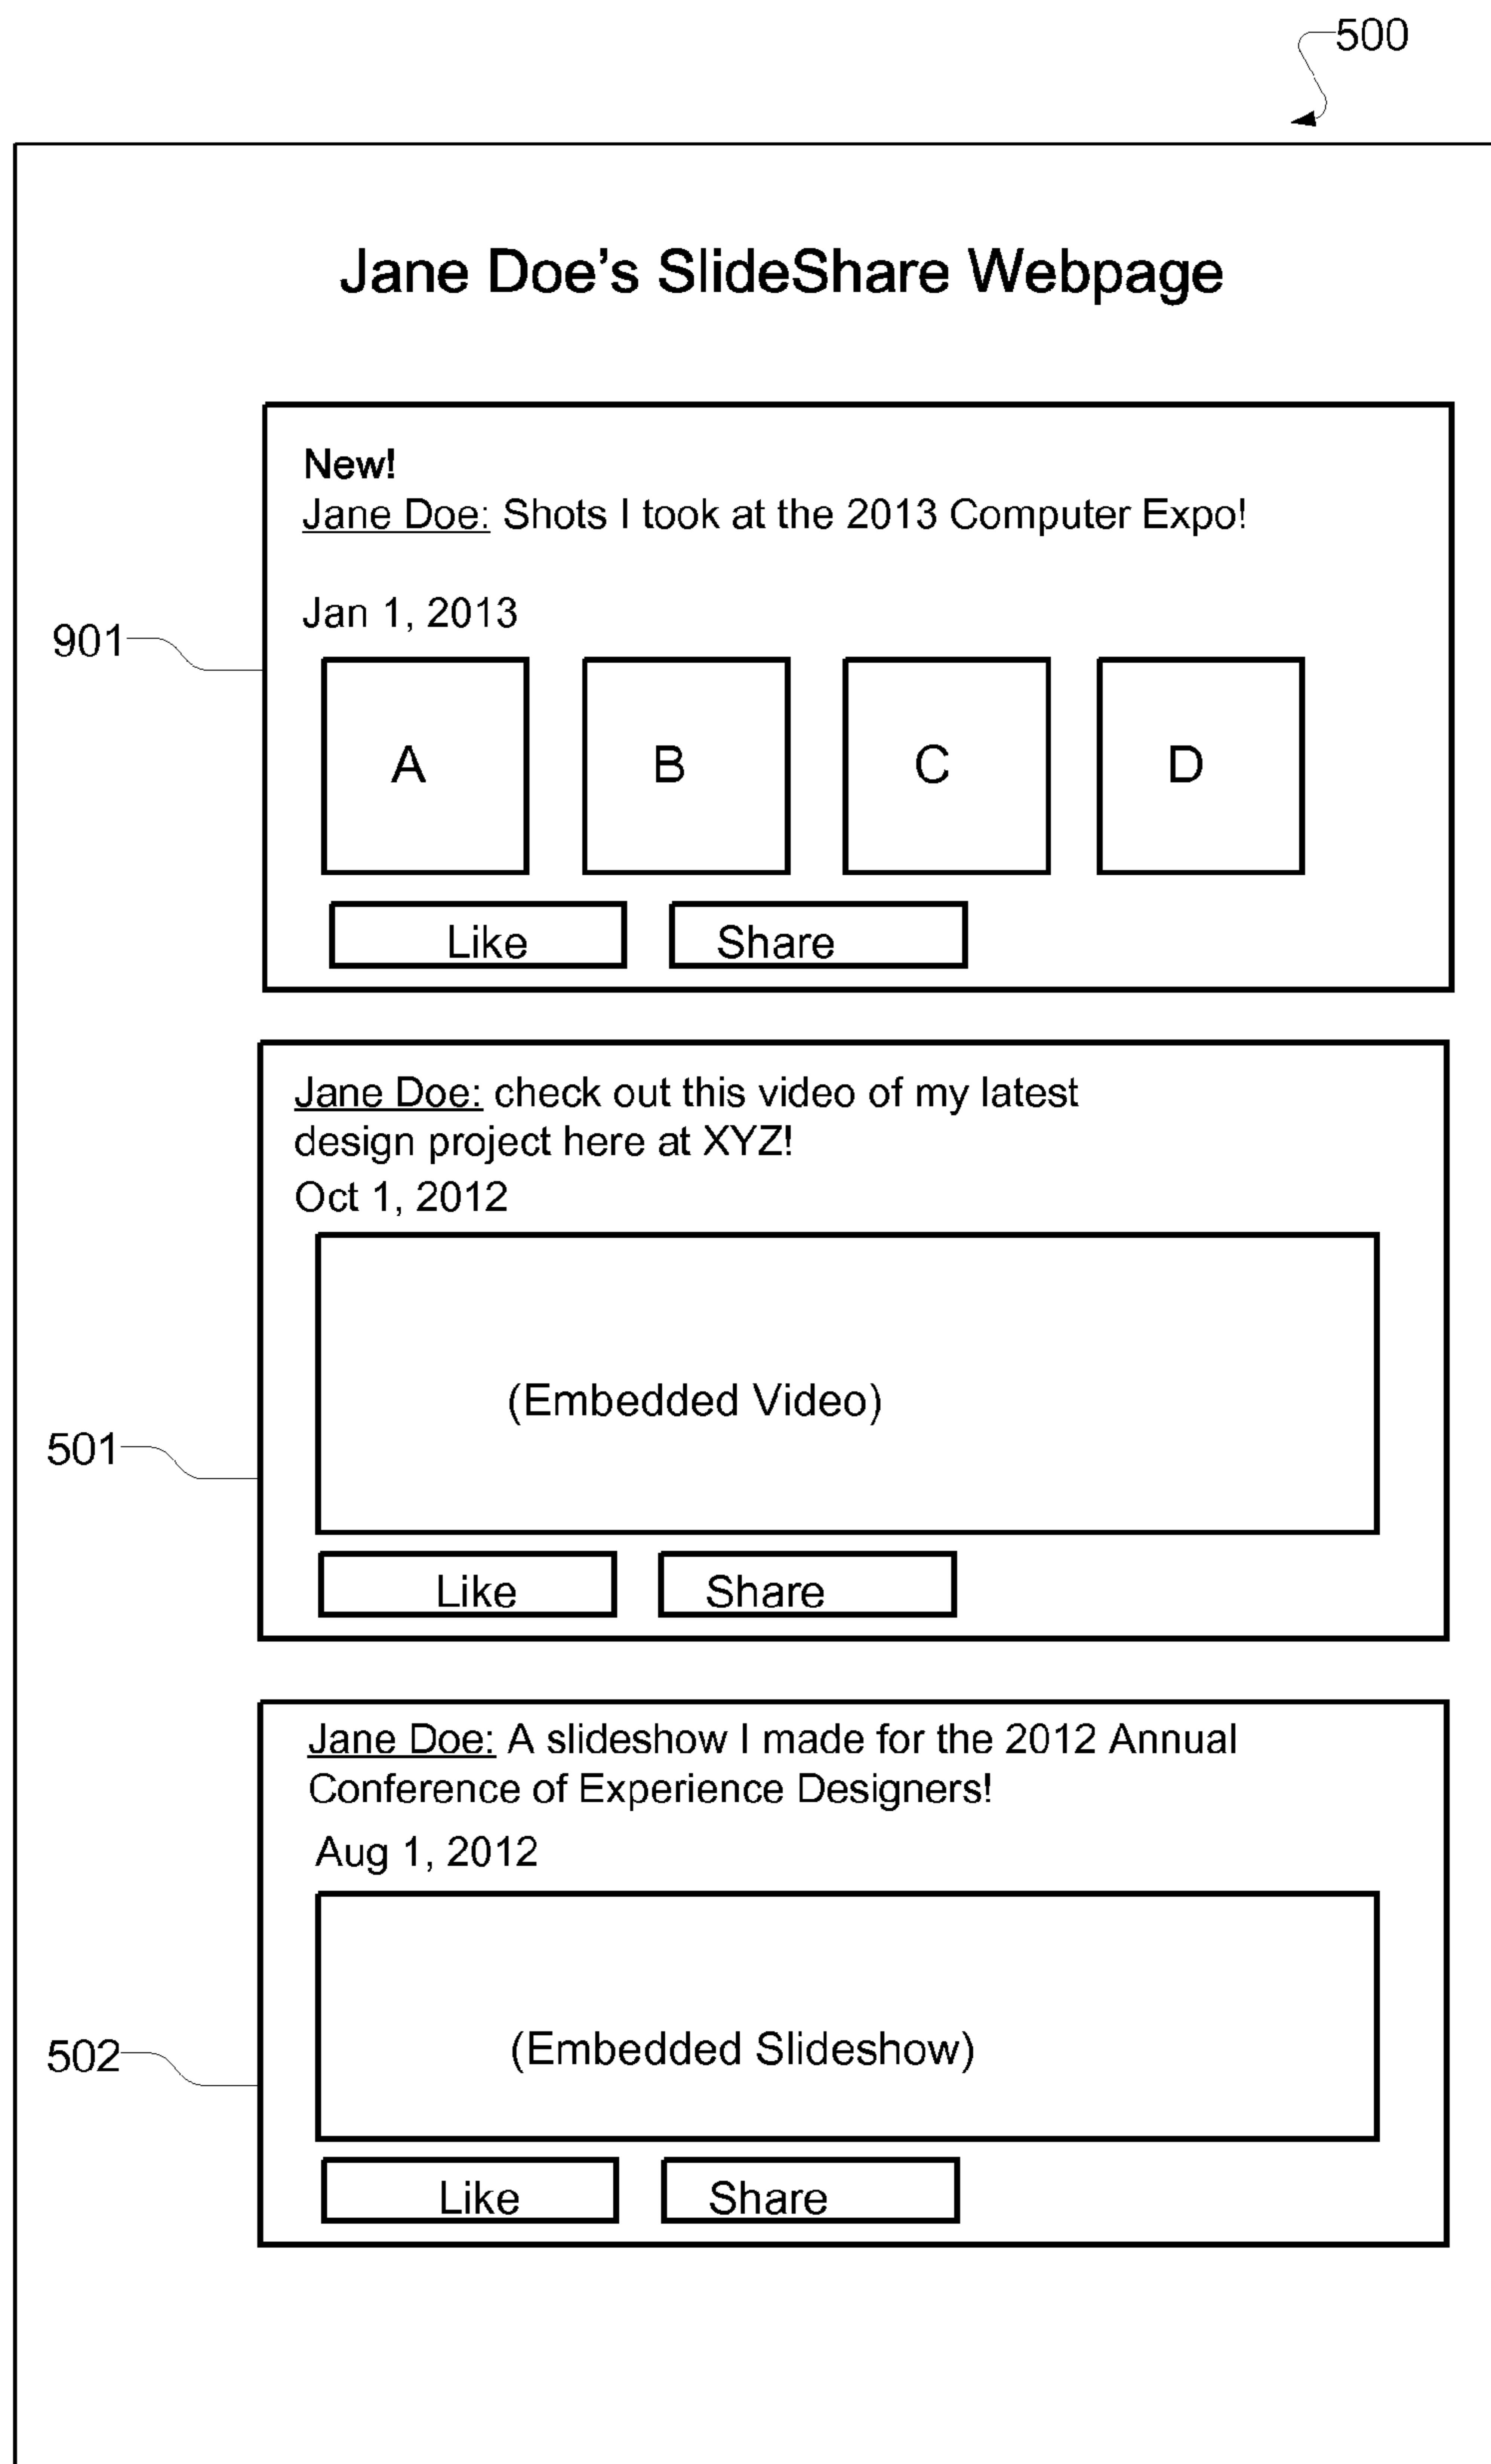 500
Jane Doe's SlideShare Webpage
New!
Jane Doe: Shots I took at the 2013 Computer Expo!
Jan 1, 2013
901
A B C D
Like Share
Jane Doe: check out this video of my latest
design project here at XYZ!
Oct 1, 2012
(Embedded Video)
501
Like Share
Jane Doe: A slideshow I made for the 2012 Annual
Conference of Experience Designers!
Aug 1, 2012
(Embedded Slideshow)
502
Like Share